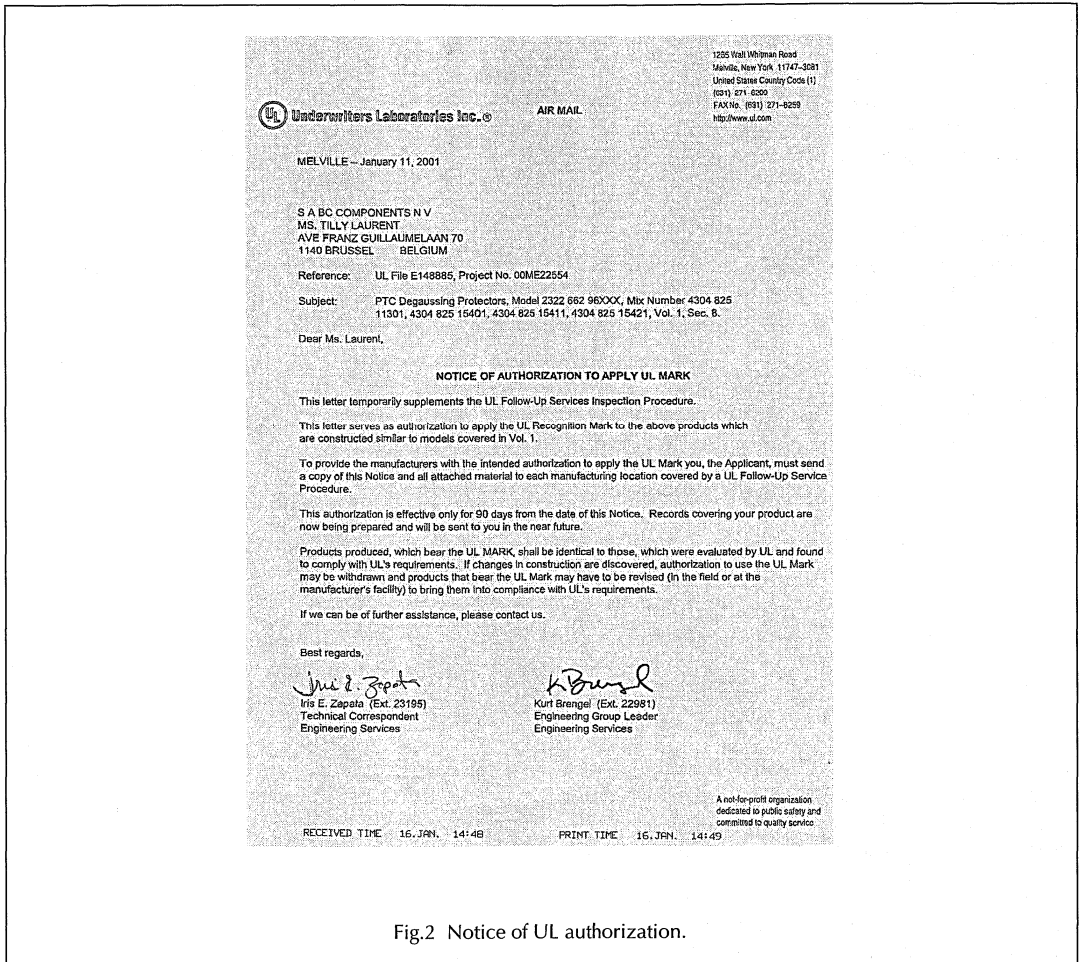 1285 Walt Whitman Road
Melville, New York 11747-3081
United States Country Code (1)
(631) 271-6200
FAX No. (631) 271-6259
http://www.ul.com
UL Underwriters Laboratories Inc.®
AIR MAIL
MELVILLE – January 11, 2001
S A BC COMPONENTS N V
MS. TILLY LAURENT
AVE FRANZ GUILLAUMELAAN 70
1140 BRUSSEL BELGIUM
Reference: UL File E148885, Project No. 00ME22554
Subject: PTC Degaussing Protectors, Model 2322 662 96XXX, Mix Number 4304 825
11301, 4304 825 15401, 4304 825 15411, 4304 825 15421, Vol. 1, Sec. 8.
Dear Ms. Laurent,
NOTICE OF AUTHORIZATION TO APPLY UL MARK
This letter temporarily supplements the UL Follow-Up Services Inspection Procedure.
This letter serves as authorization to apply the UL Recognition Mark to the above products which
are constructed similar to models covered in Vol. 1.
To provide the manufacturers with the intended authorization to apply the UL Mark you, the Applicant, must send
a copy of this Notice and all attached material to each manufacturing location covered by a UL Follow-Up Service
Procedure.
This authorization is effective only for 90 days from the date of this Notice. Records covering your product are
now being prepared and will be sent to you in the near future.
Products produced, which bear the UL MARK, shall be identical to those, which were evaluated by UL and found
to comply with UL's requirements. If changes in construction are discovered, authorization to use the UL Mark
may be withdrawn and products that bear the UL Mark may have to be revised (in the field or at the
manufacturer's facility) to bring them into compliance with UL's requirements.
If we can be of further assistance, please contact us.
Best regards,
Iris E. Zapata
K Brengel
Iris E. Zapata (Ext. 23195)
Technical Correspondent
Engineering Services
Kurt Brengel (Ext. 22981)
Engineering Group Leader
Engineering Services
A not-for-profit organization
dedicated to public safety and
committed to quality service
RECEIVED TIME 16.JAN. 14:48
PRINT TIME 16.JAN. 14:49
Fig.2 Notice of UL authorization.